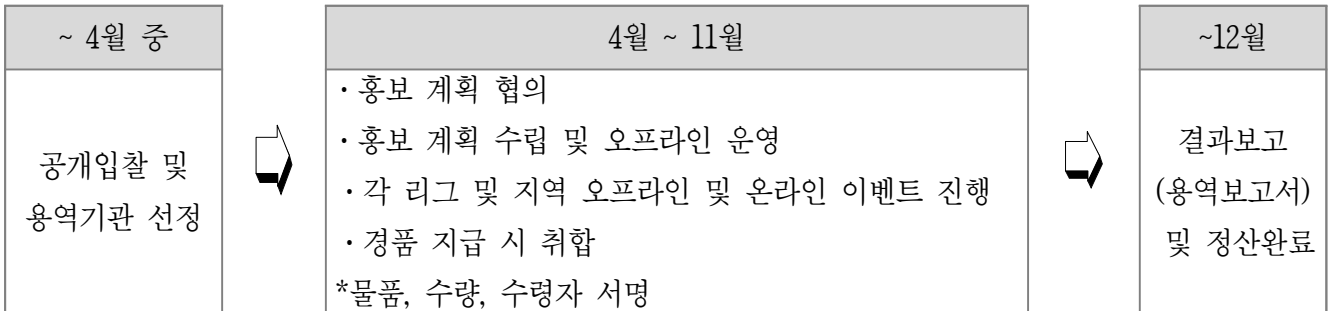 ~ 4월 중
공개입찰 및
용역기관 선정
4월 ~ 11월
・홍보 계획 협의
・홍보 계획 수립 및 오프라인 운영
・각 리그 및 지역 오프라인 및 온라인 이벤트 진행
・경품 지급 시 취합
*물품, 수량, 수령자 서명
~12월
결과보고
(용역보고서)
및 정산완료